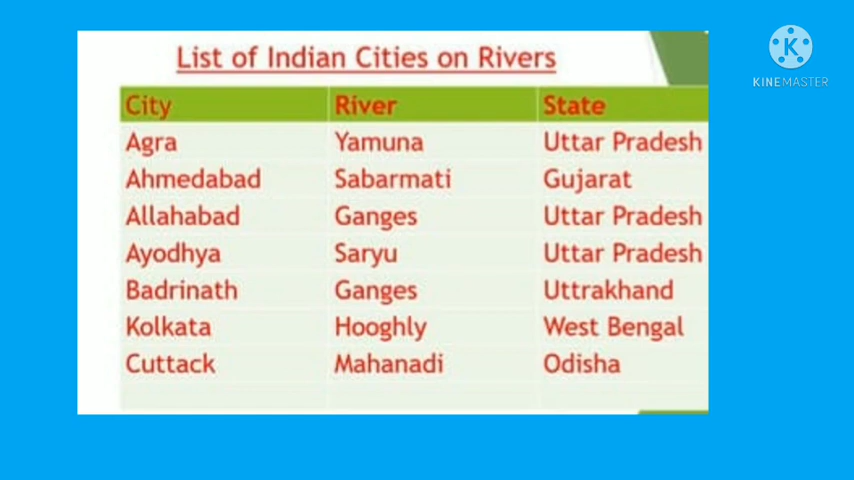 List of Indian Cities on Rivers
KINEMASTER
City River State
Agra Yamuna Uttar Pradesh
Ahmedabad Sabarmati Gujarat
Allahabad Ganges Uttar Pradesh
Ayodhya Saryu Uttar Pradesh
Badrinath Ganges Uttrakhand
Kolkata Hooghly West Bengal
Cuttack Mahanadi Odisha